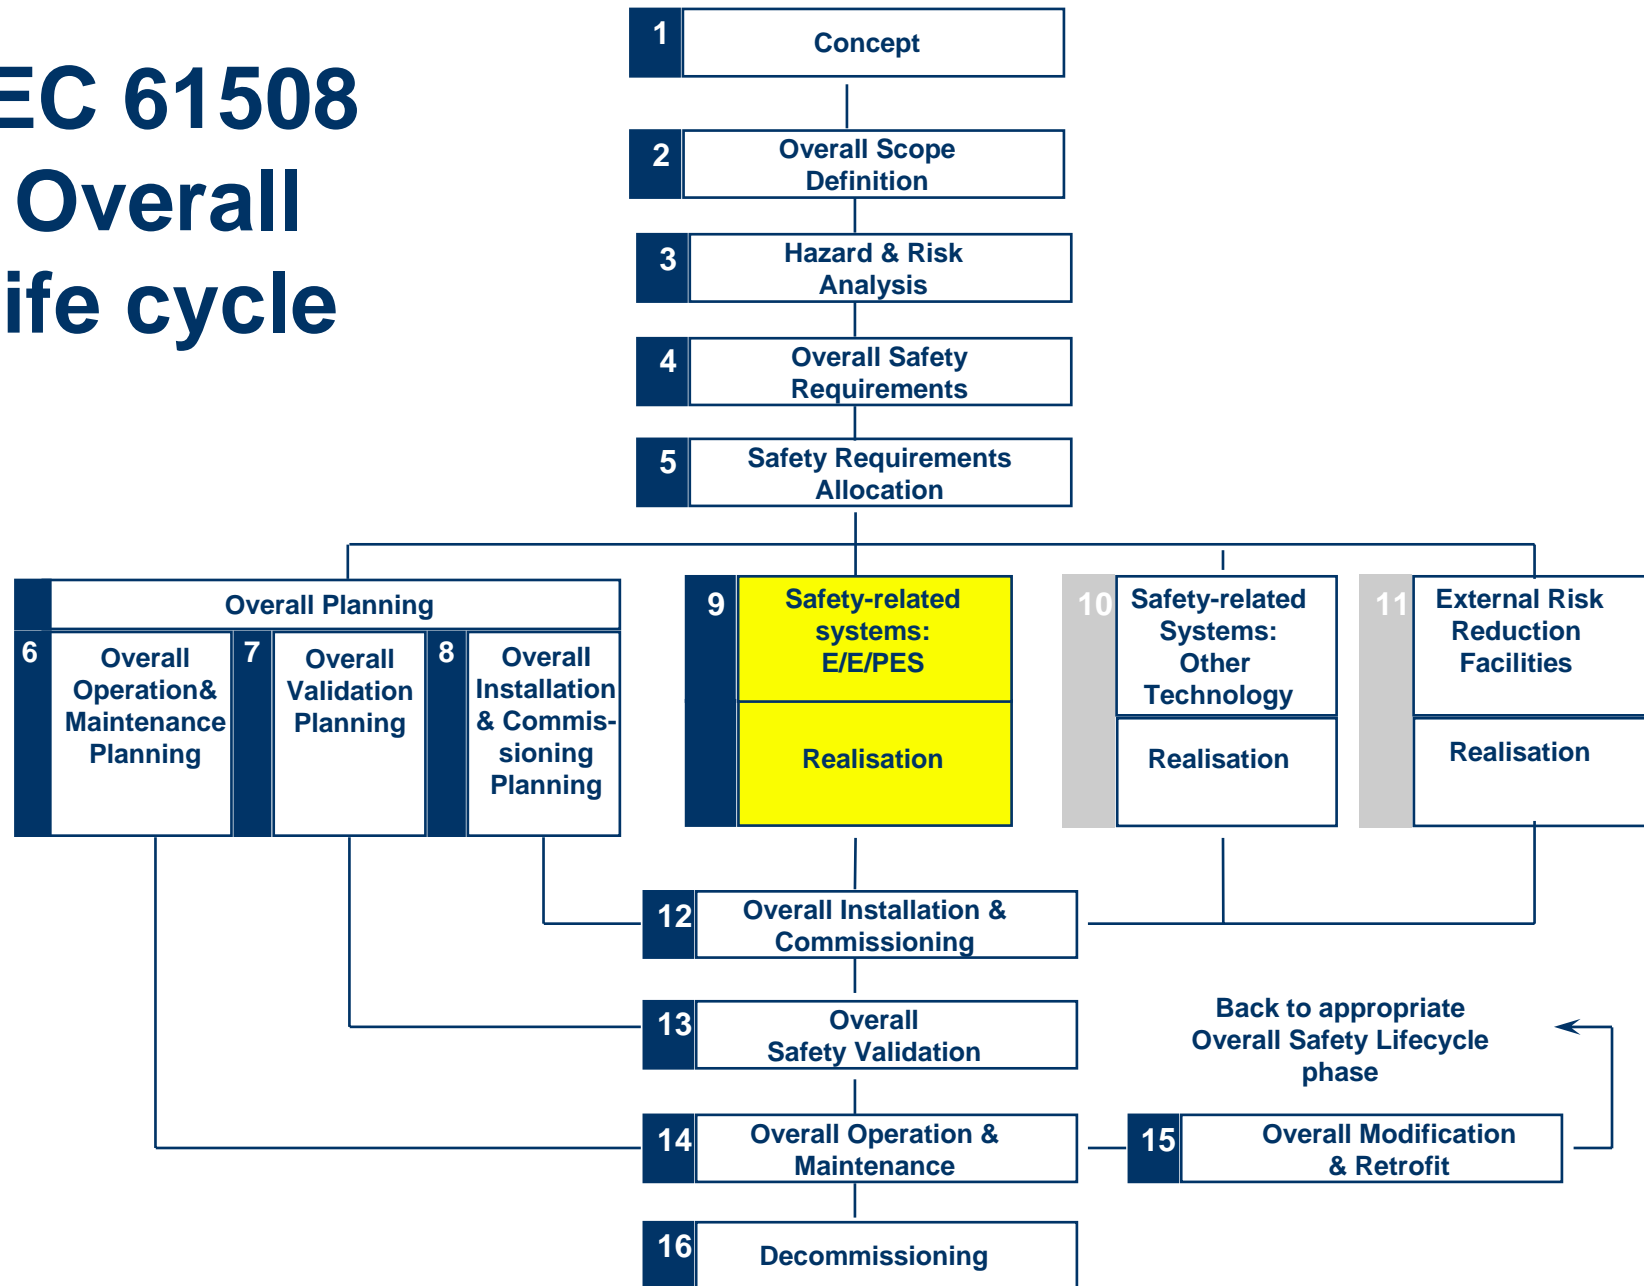 EC 61508
Overall
ife cycle
1
Concept
2
Overall Scope
Definition
3
Hazard & Risk
Analysis
4
Overall Safety
Requirements
5
Safety Requirements
Allocation
Overall Planning
6
Overall
Operation&
Maintenance
Planning
7
Overall
Validation
Planning
8
Overall
Installation
& Commis-
sioning
Planning
9
Safety-related
systems:
E/E/PES
Realisation
10
Safety-related
Systems:
Other
Technology
Realisation
11
External Risk
Reduction
Facilities
Realisation
12
Overall Installation &
Commissioning
13
Overall
Safety Validation
Back to appropriate
Overall Safety Lifecycle
phase
14
Overall Operation &
Maintenance
15
Overall Modification
& Retrofit
16
Decommissioning